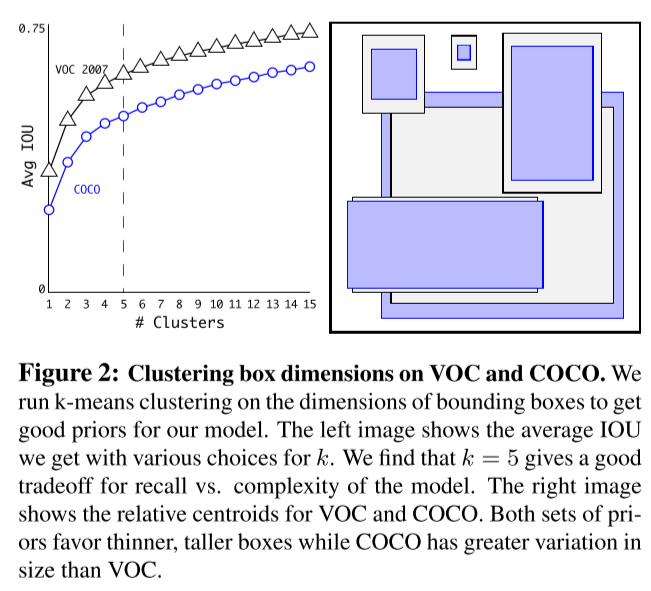 0.75
VOC 2007
Avg IOU
COCO
0
1 2 3 4 5 6 7 8 9 10 11 12 13 14 15
# Clusters
Figure 2: Clustering box dimensions on VOC and COCO. We
run k-means clustering on the dimensions of bounding boxes to get
good priors for our model. The left image shows the average IOU
we get with various choices for k. We find that k = 5 gives a good
tradeoff for recall vs. complexity of the model. The right image
shows the relative centroids for VOC and COCO. Both sets of pri-
ors favor thinner, taller boxes while COCO has greater variation in
size than VOC.